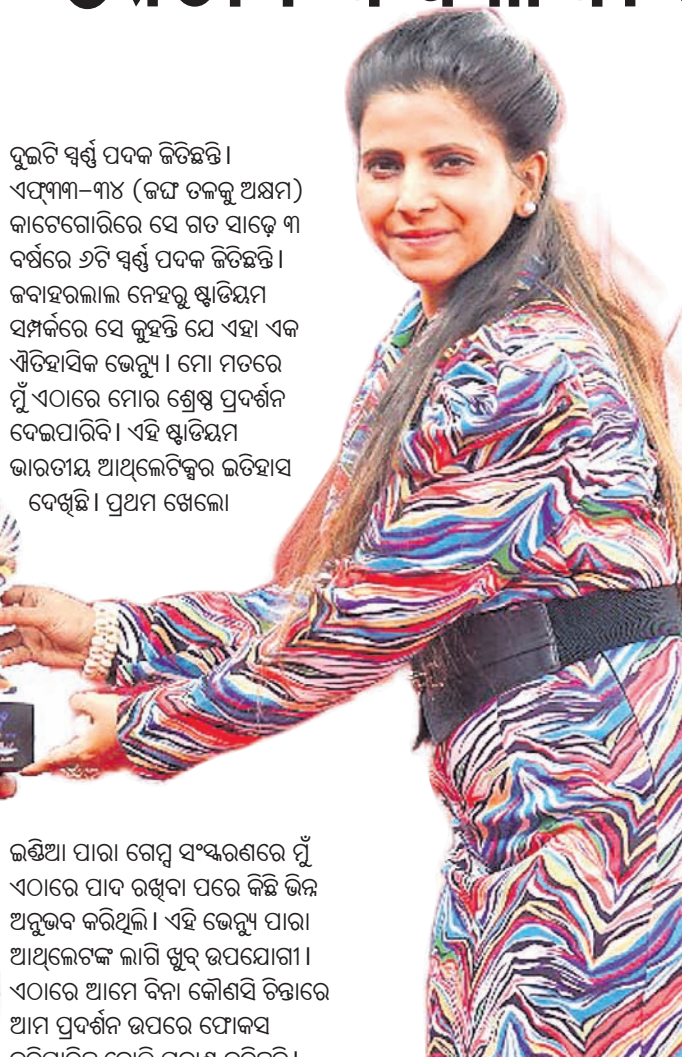 ଦୁଇଟି ସ୍ୱର୍ଣ୍ଣ ପଦକ ଜିତିଛନ୍ତି ।
ଏଫ୍‌୩୩–୩୪ (ଜଙ୍ଘ ତଳକୁ ଅକ୍ଷମ)
କାଟେଗୋରିରେ ସେ ଗତ ସାଢ଼େ ୩
ବର୍ଷରେ ୬ଟି ସ୍ୱର୍ଣ୍ଣ ପଦକ ଜିତିଛନ୍ତି ।
ଜବାହରଲାଲ ନେହରୁ ଷ୍ଟାଡିୟମ
ସମ୍ପର୍କରେ ସେ କୁହନ୍ତି ଯେ ଏହା ଏକ
ଐତିହାସିକ ଭେନ୍ୟୁ । ମୋ ମତରେ
ମୁଁ ଏଠାରେ ମୋର ଶ୍ରେଷ୍ଠ ପ୍ରଦର୍ଶନ
ଦେଇପାରିବି । ଏହି ଷ୍ଟାଡିୟମ
ଭାରତୀୟ ଆଥ୍‌ଲେଟିକ୍ସର ଇତିହାସ
ଦେଖିଛି । ପ୍ରଥମ ଖେଲୋ
ଇଣ୍ଡିଆ ପାରା ଗେମ୍ସ ସଂସ୍କରଣରେ ମୁଁ
ଏଠାରେ ପାଦ ରଖିବା ପରେ କିଛି ଭିନ୍ନ
ଅନୁଭବ କରିଥିଲି । ଏହି ଭେନ୍ୟୁ ପାରା
ଆଥ୍‌ଲେଟଙ୍କ ଲାଗି ଖୁବ୍ ଉପଯୋଗୀ ।
ଏଠାରେ ଆମେ ବିନା କୌଣସି ଚିନ୍ତାରେ
ଆମ ପ୍ରଦର୍ଶନ ଉପରେ ଫୋକସ